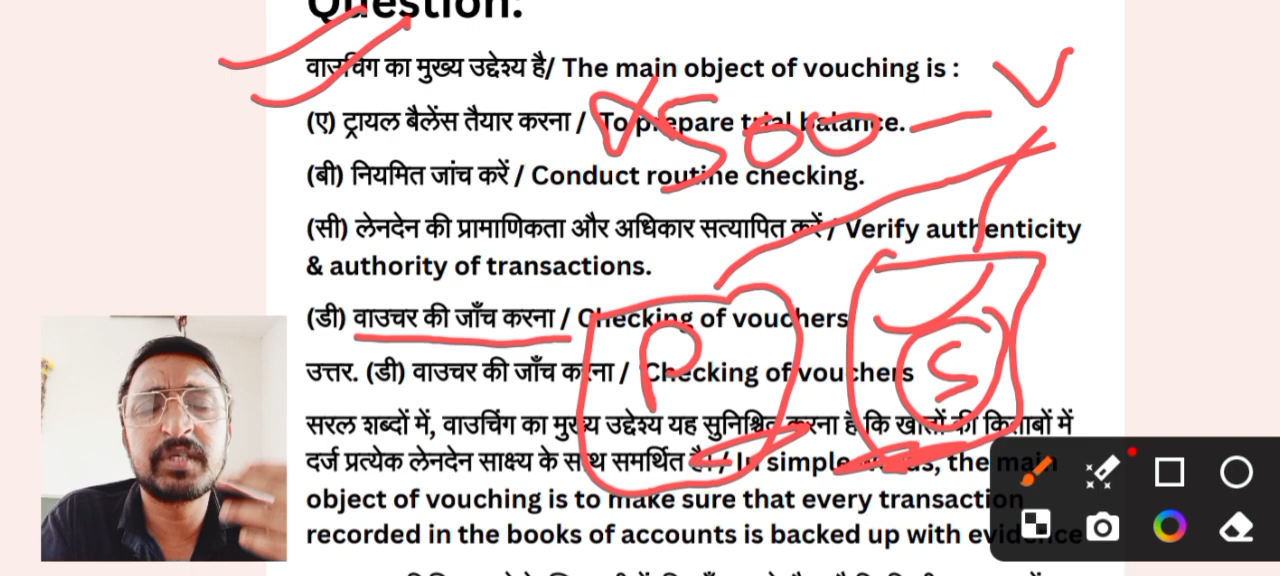 Question:
वाउचिंग का मुख्य उद्देश्य है/ The main object of vouching is :
(ए) ट्रायल बैलेंस तैयार करना / To prepare trial balance.
(बी) नियमित जांच करें / Conduct routine checking.
(सी) लेनदेन की प्रामाणिकता और अधिकार सत्यापित करें / Verify authenticity
& authority of transactions.
(डी) वाउचर की जाँच करना / Checking of vouchers
उत्तर. (डी) वाउचर की जाँच करना / Checking of vouchers
सरल शब्दों में, वाउचिंग का मुख्य उद्देश्य यह सुनिश्चित करना है कि खातों की किताबों में
दर्ज प्रत्येक लेनदेन साक्ष्य के साथ समर्थित है। / In simple words, the main
object of vouching is to make sure that every transaction
recorded in the books of accounts is backed up with evidence
₹500 — V
P
S